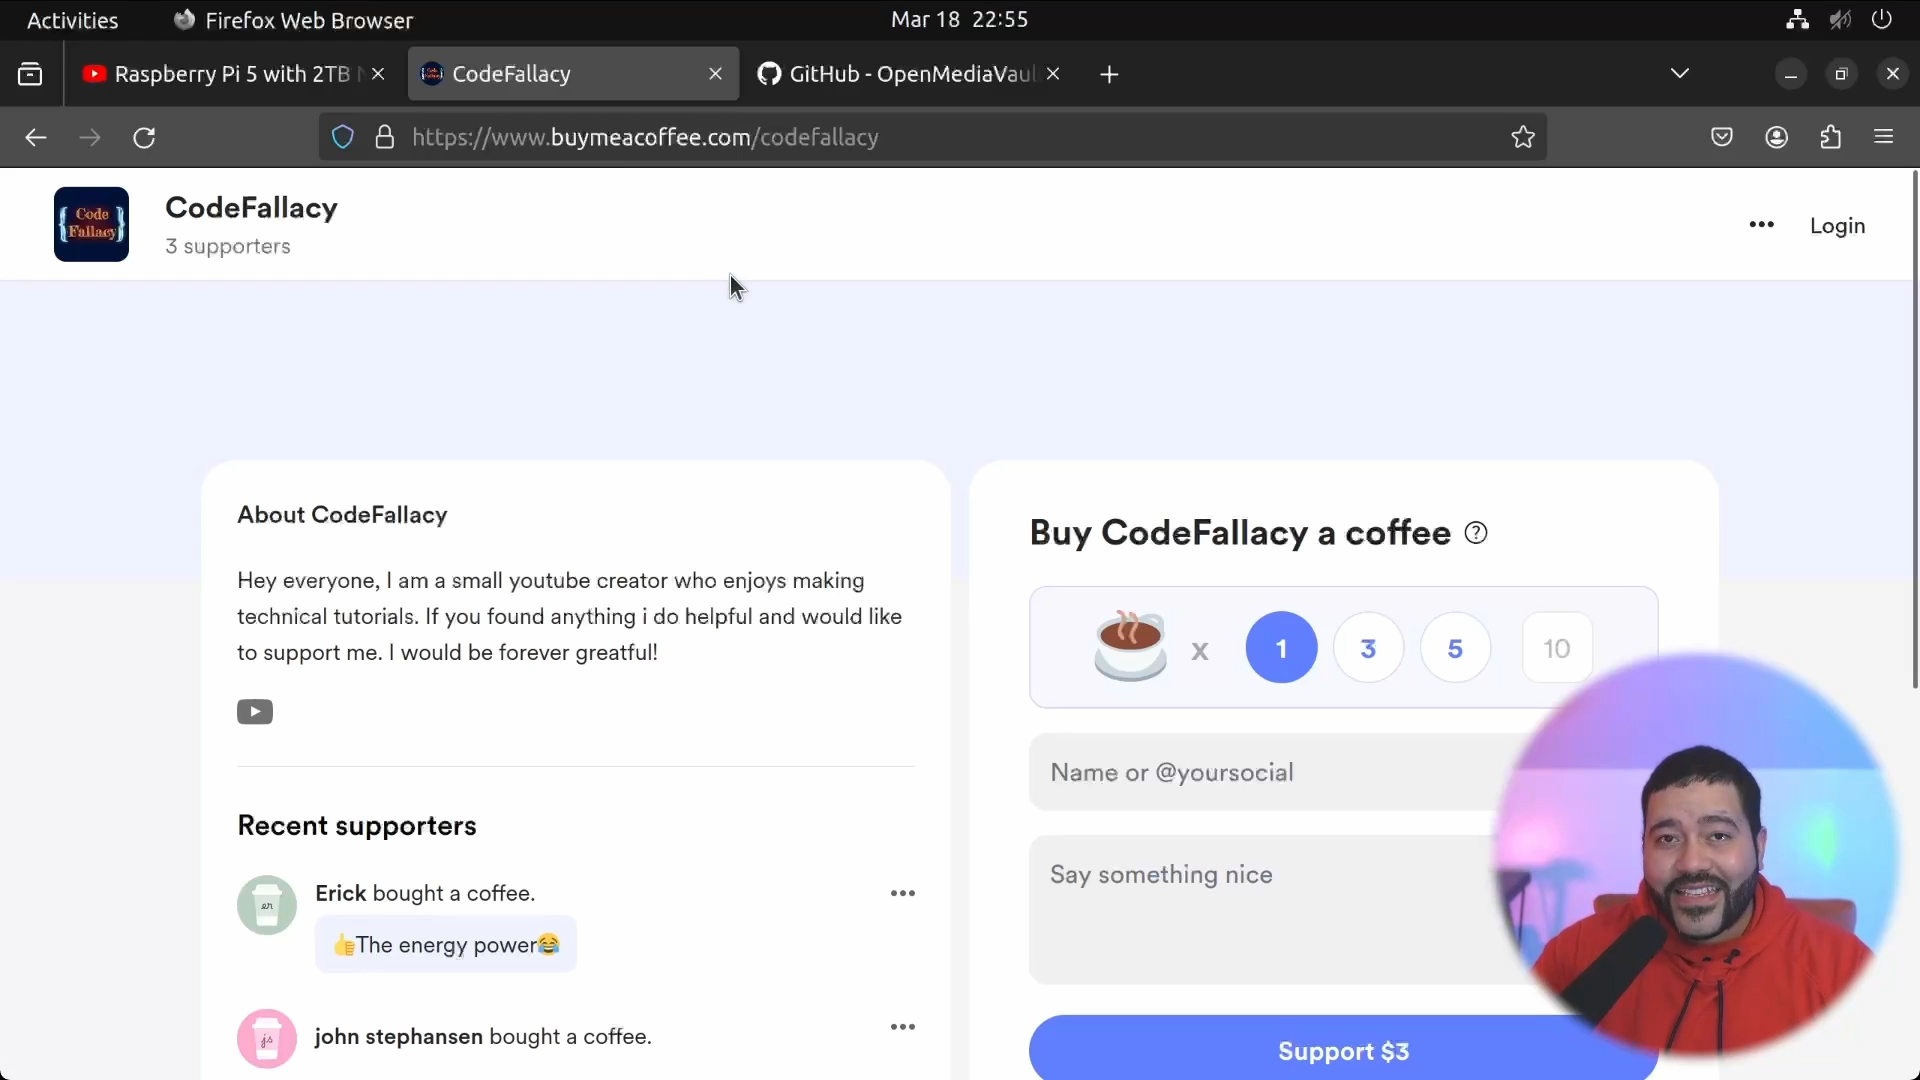 Activities
Firefox Web Browser
Mar 18 22:55
Raspberry Pi 5 with 2TB
CodeFallacy
GitHub - OpenMediaVaul
https://www.buymeacoffee.com/codefallacy
Code
Fallacy
CodeFallacy
3 supporters
Login
About CodeFallacy
Hey everyone, I am a small youtube creator who enjoys making
technical tutorials. If you found anything i do helpful and would like
to support me. I would be forever greatful!
Recent supporters
en
Erick bought a coffee.
👍The energy power😂
js
john stephansen bought a coffee.
Buy CodeFallacy a coffee
x 1 3 5 10
Name or @yoursocial
Say something nice
Support $3